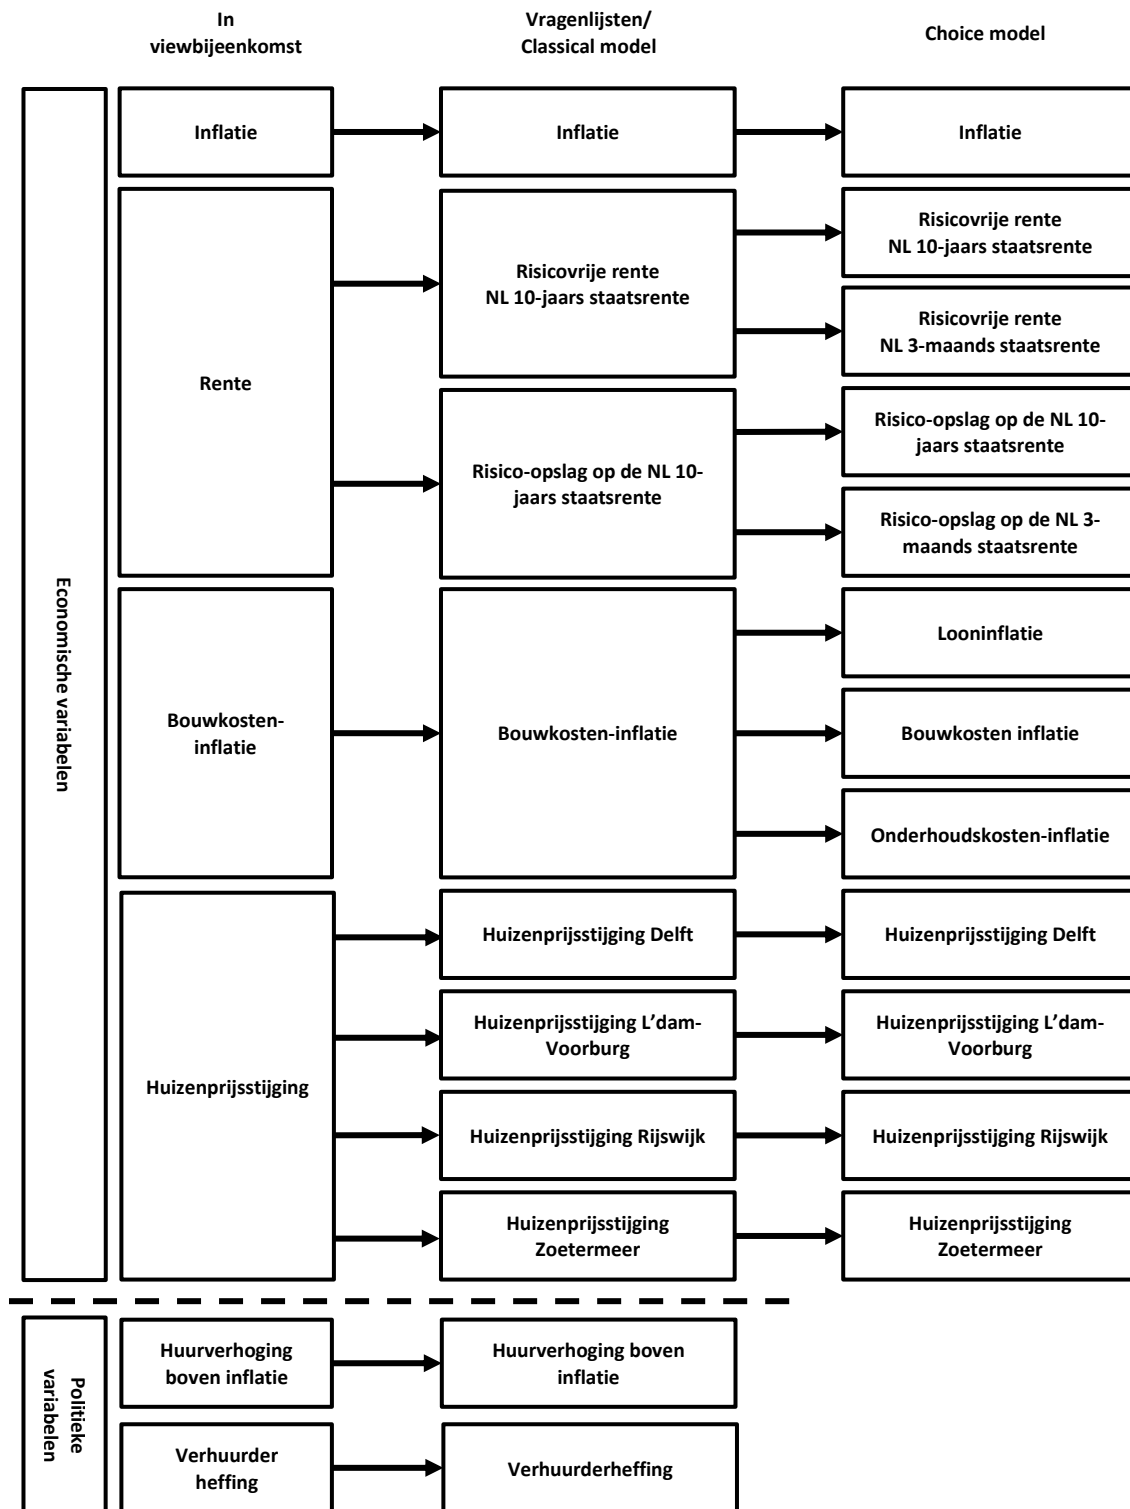 In
viewbijeenkomst
Vragenlijsten/
Classical model
Choice model
Economische variabelen
Inflatie
Inflatie
Inflatie
Rente
Risicovrije rente
NL 10-jaars staatsrente
Risicovrije rente
NL 10-jaars staatsrente
Risicovrije rente
NL 3-maands staatsrente
Risico-opslag op de NL 10-
jaars staatsrente
Risico-opslag op de NL 10-
jaars staatsrente
Risico-opslag op de NL 3-
maands staatsrente
Bouwkosten-
inflatie
Bouwkosten-inflatie
Looninflatie
Bouwkosten inflatie
Onderhoudskosten-inflatie
Huizenprijsstijging
Huizenprijsstijging Delft
Huizenprijsstijging Delft
Huizenprijsstijging L’dam-
Voorburg
Huizenprijsstijging L’dam-
Voorburg
Huizenprijsstijging Rijswijk
Huizenprijsstijging Rijswijk
Huizenprijsstijging
Zoetermeer
Huizenprijsstijging
Zoetermeer
Politieke
variabelen
Huurverhoging
boven inflatie
Huurverhoging boven
inflatie
Verhuurder
heffing
Verhuurderheffing